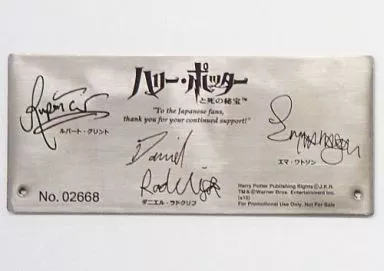 ハリー・ポッター
と死の秘宝™
"To the Japanese fans,
thank you for your continued support!"
ルパート・グリント
エマ・ワトソン
Daniel
Radcliffe
ダニエル・ラドクリフ
No. 02668
Harry Potter Publishing Rights ©J.K.R.
™&©Warner Bros. Entertainment Inc.
(s10)
For Promotional Use Only, Not For Sale